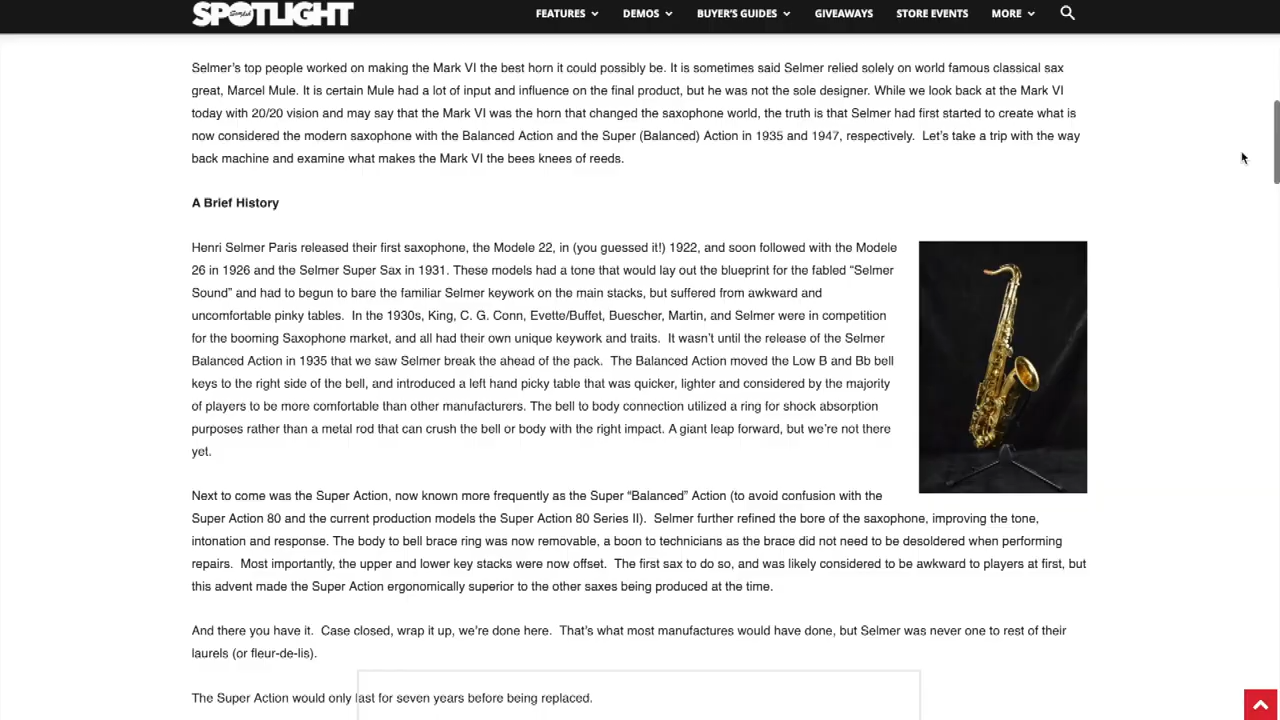 SPOTLIGHT
FEATURES DEMOS BUYER'S GUIDES GIVEAWAYS STORE EVENTS MORE
Selmer’s top people worked on making the Mark VI the best horn it could possibly be. It is sometimes said Selmer relied solely on world famous classical sax
great, Marcel Mule. It is certain Mule had a lot of input and influence on the final product, but he was not the sole designer. While we look back at the Mark VI
today with 20/20 vision and may say that the Mark VI was the horn that changed the saxophone world, the truth is that Selmer had first started to create what is
now considered the modern saxophone with the Balanced Action and the Super (Balanced) Action in 1935 and 1947, respectively.  Let’s take a trip with the way
back machine and examine what makes the Mark VI the bees knees of reeds.
A Brief History
Henri Selmer Paris released their first saxophone, the Modele 22, in (you guessed it!) 1922, and soon followed with the Modele
26 in 1926 and the Selmer Super Sax in 1931. These models had a tone that would lay out the blueprint for the fabled “Selmer
Sound” and had to begun to bare the familiar Selmer keywork on the main stacks, but suffered from awkward and
uncomfortable pinky tables.  In the 1930s, King, C. G. Conn, Evette/Buffet, Buescher, Martin, and Selmer were in competition
for the booming Saxophone market, and all had their own unique keywork and traits.  It wasn’t until the release of the Selmer
Balanced Action in 1935 that we saw Selmer break the ahead of the pack.  The Balanced Action moved the Low B and Bb bell
keys to the right side of the bell, and introduced a left hand picky table that was quicker, lighter and considered by the majority
of players to be more comfortable than other manufacturers. The bell to body connection utilized a ring for shock absorption
purposes rather than a metal rod that can crush the bell or body with the right impact. A giant leap forward, but we’re not there
yet.
Next to come was the Super Action, now known more frequently as the Super “Balanced” Action (to avoid confusion with the
Super Action 80 and the current production models the Super Action 80 Series II).  Selmer further refined the bore of the saxophone, improving the tone,
intonation and response. The body to bell brace ring was now removable, a boon to technicians as the brace did not need to be desoldered when performing
repairs.  Most importantly, the upper and lower key stacks were now offset.  The first sax to do so, and was likely considered to be awkward to players at first, but
this advent made the Super Action ergonomically superior to the other saxes being produced at the time.
And there you have it.  Case closed, wrap it up, we’re done here.  That’s what most manufactures would have done, but Selmer was never one to rest of their
laurels (or fleur-de-lis).
The Super Action would only last for seven years before being replaced.